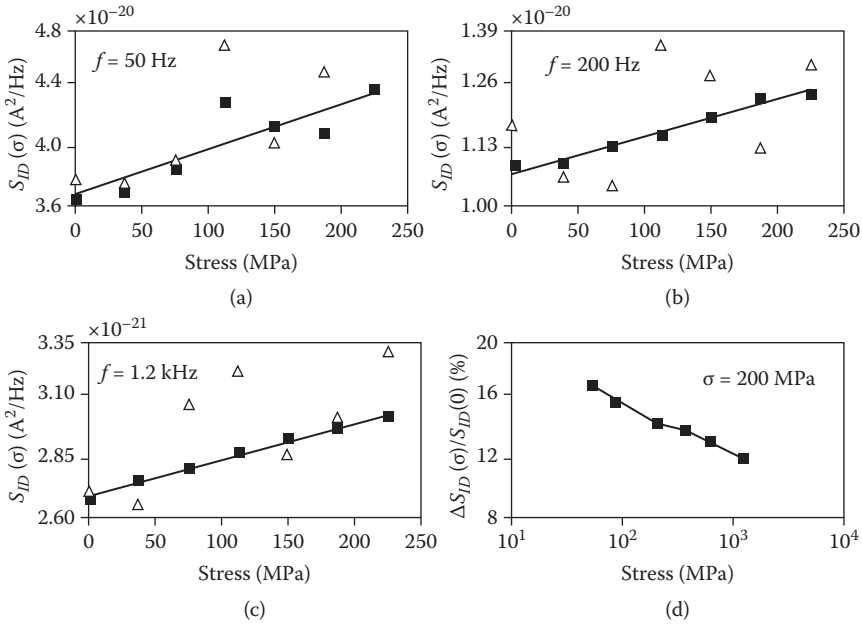 ×10⁻²⁰
4.8
4.4
4.0
3.6
S_ID (σ) (A²/Hz)
f = 50 Hz
0 50 100 150 200 250
Stress (MPa)
(a)
×10⁻²⁰
1.39
1.26
1.13
1.00
S_ID (σ) (A²/Hz)
f = 200 Hz
0 50 100 150 200 250
Stress (MPa)
(b)
×10⁻²¹
3.35
3.10
2.85
2.60
S_ID (σ) (A²/Hz)
f = 1.2 kHz
0 50 100 150 200 250
Stress (MPa)
(c)
20
16
12
8
ΔS_ID (σ)/S_ID(0) (%)
σ = 200 MPa
10¹ 10² 10³ 10⁴
Stress (MPa)
(d)